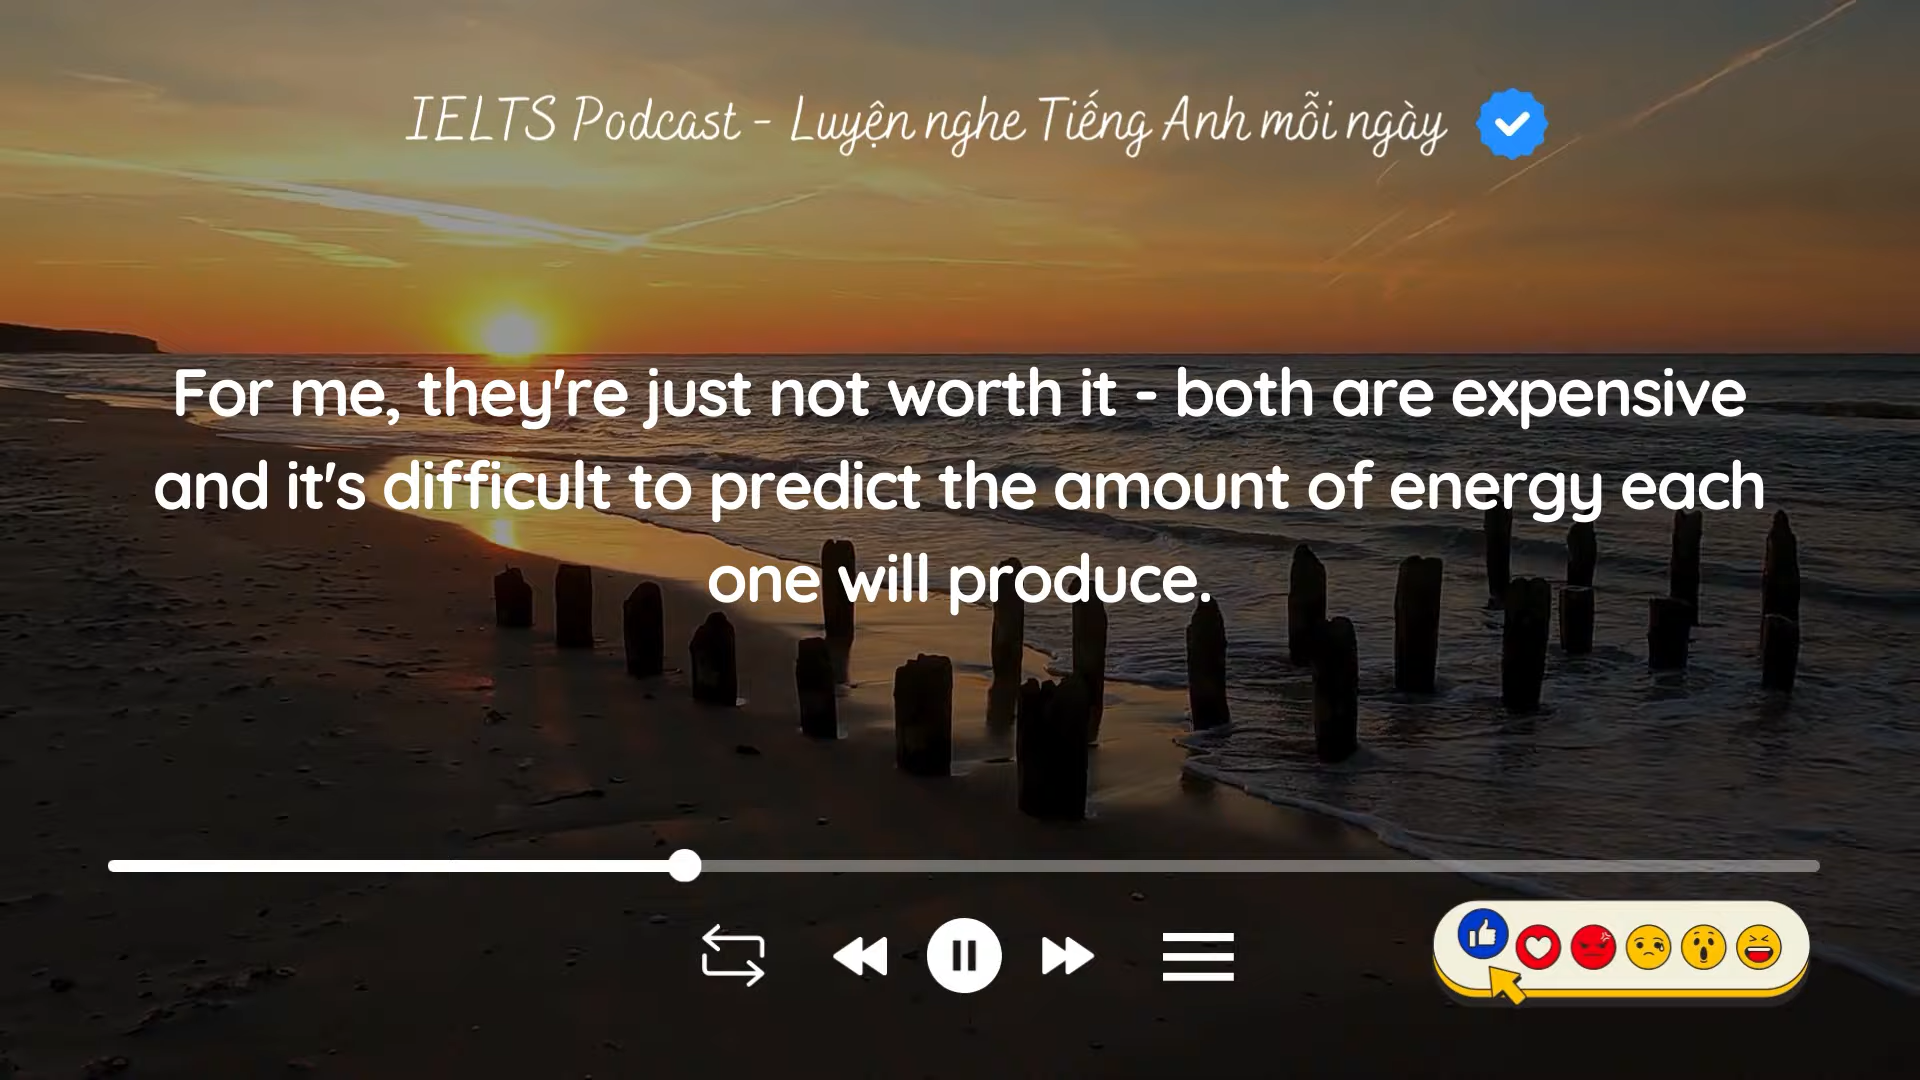 IELTS Podcast - Luyện nghe Tiếng Anh mỗi ngày
For me, they're just not worth it - both are expensive
and it's difficult to predict the amount of energy each
one will produce.